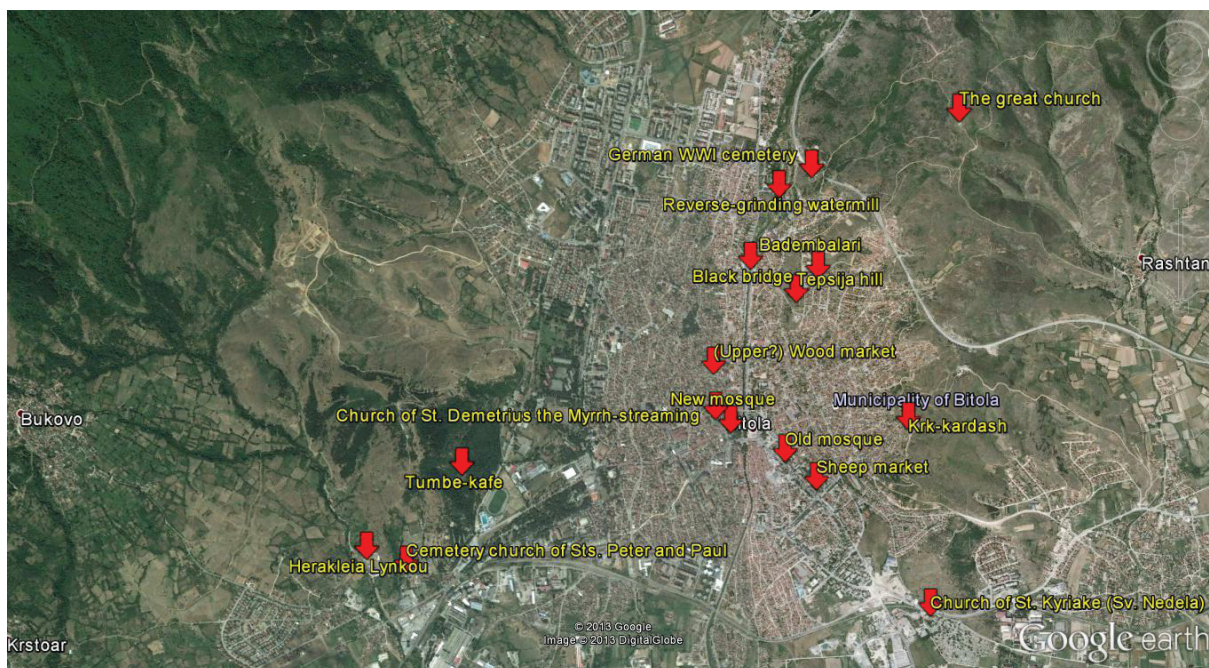 The great church
German WWI cemetery
Reverse-grinding watermill
Badembalari
Rashtan
Black bridge
Tepsija hill
(Upper?) Wood market
New mosque
Municipality of Bitola
Bukovo
Church of St. Demetrius the Myrrh-streaming
itola
Krk-kardash
Old mosque
Sheep market
Tumbe-kafe
Cemetery church of Sts. Peter and Paul
Herakleia Lynkou
Church of St. Kyriake (Sv. Nedela)
© 2013 Google
Image © 2013 DigitalGlobe
Google earth
Krstoar